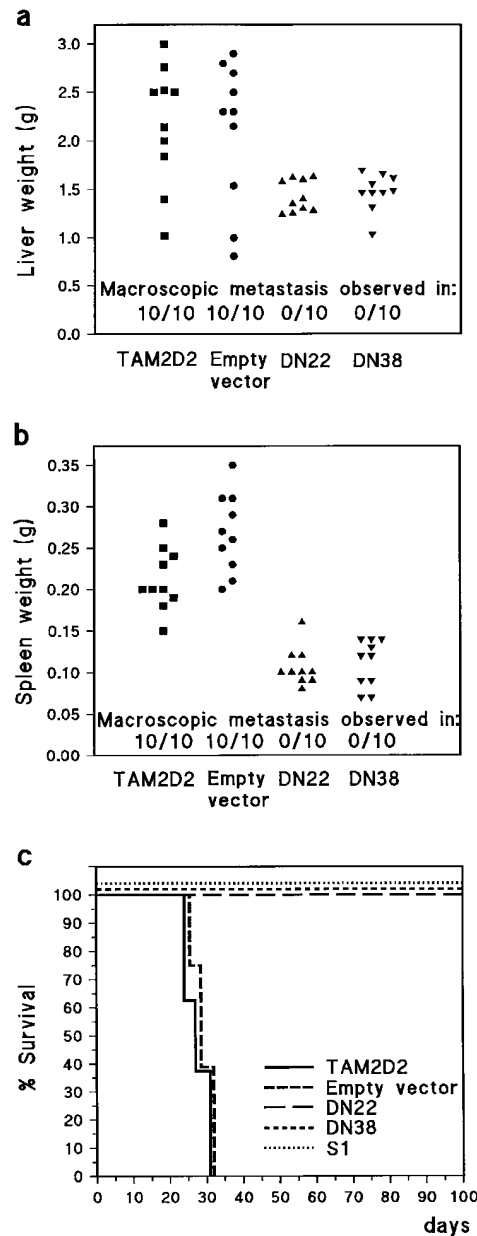 a
Liver weight (g)
3.0
2.5
2.0
1.5
1.0
0.5
0.0
Macroscopic metastasis observed in:
10/10 10/10 0/10 0/10
TAM2D2 Empty vector DN22 DN38
b
Spleen weight (g)
0.35
0.30
0.25
0.20
0.15
0.10
0.05
0.00
Macroscopic metastasis observed in:
10/10 10/10 0/10 0/10
TAM2D2 Empty vector DN22 DN38
c
% Survival
100
90
80
70
60
50
40
30
20
10
0
TAM2D2
Empty vector
DN22
DN38
S1
0 10 20 30 40 50 60 70 80 90 100
days